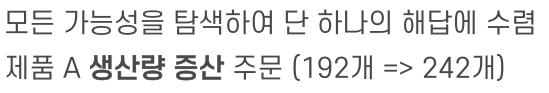 모든 가능성을 탐색하여 단 하나의 해답에 수렴
제품 A 생산량 증산 주문 (192개 => 242개)